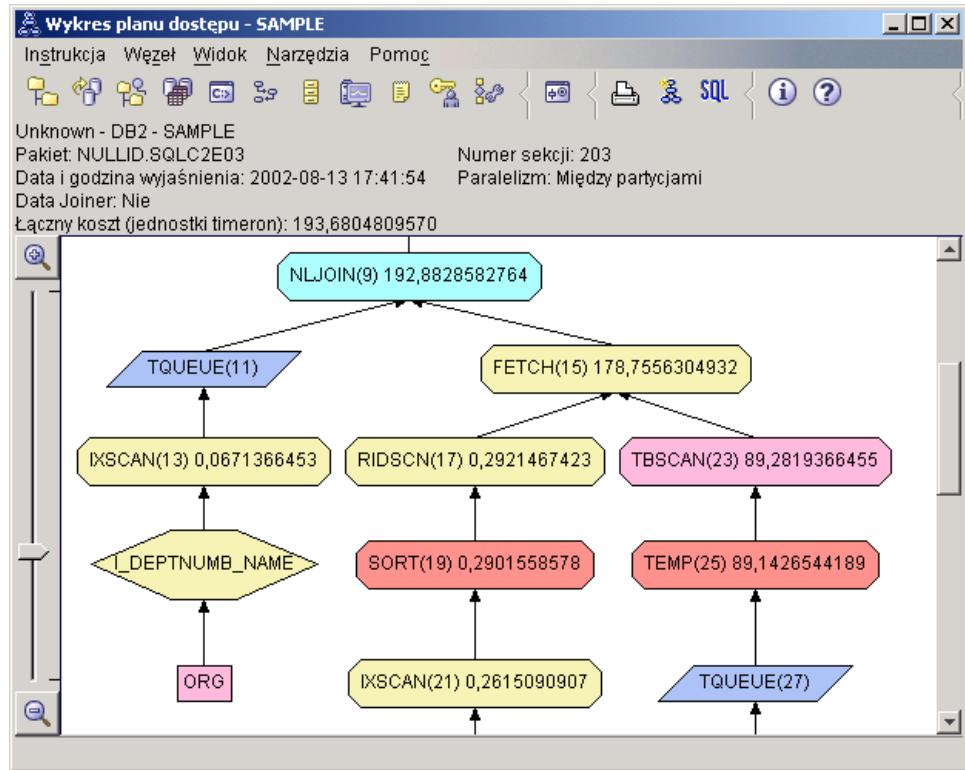 Wykres planu dostępu - SAMPLE
Instrukcja Węzeł Widok Narzędzia Pomoc
SQL
Unknown - DB2 - SAMPLE
Pakiet: NULLID.SQLC2E03 Numer sekcji: 203
Data i godzina wyjaśnienia: 2002-08-13 17:41:54 Paralelizm: Między partycjami
Data Joiner: Nie
Łączny koszt (jednostki timeron): 193,6804809570
NLJOIN(9) 192,8828582764
TQUEUE(11)
FETCH(15) 178,7556304932
IXSCAN(13) 0,0671366453
RIDSCN(17) 0,2921467423
TBSCAN(23) 89,2819366455
I_DEPTNUMB_NAME
SORT(19) 0,2901558578
TEMP(25) 89,1426544189
ORG
IXSCAN(21) 0,2615090907
TQUEUE(27)